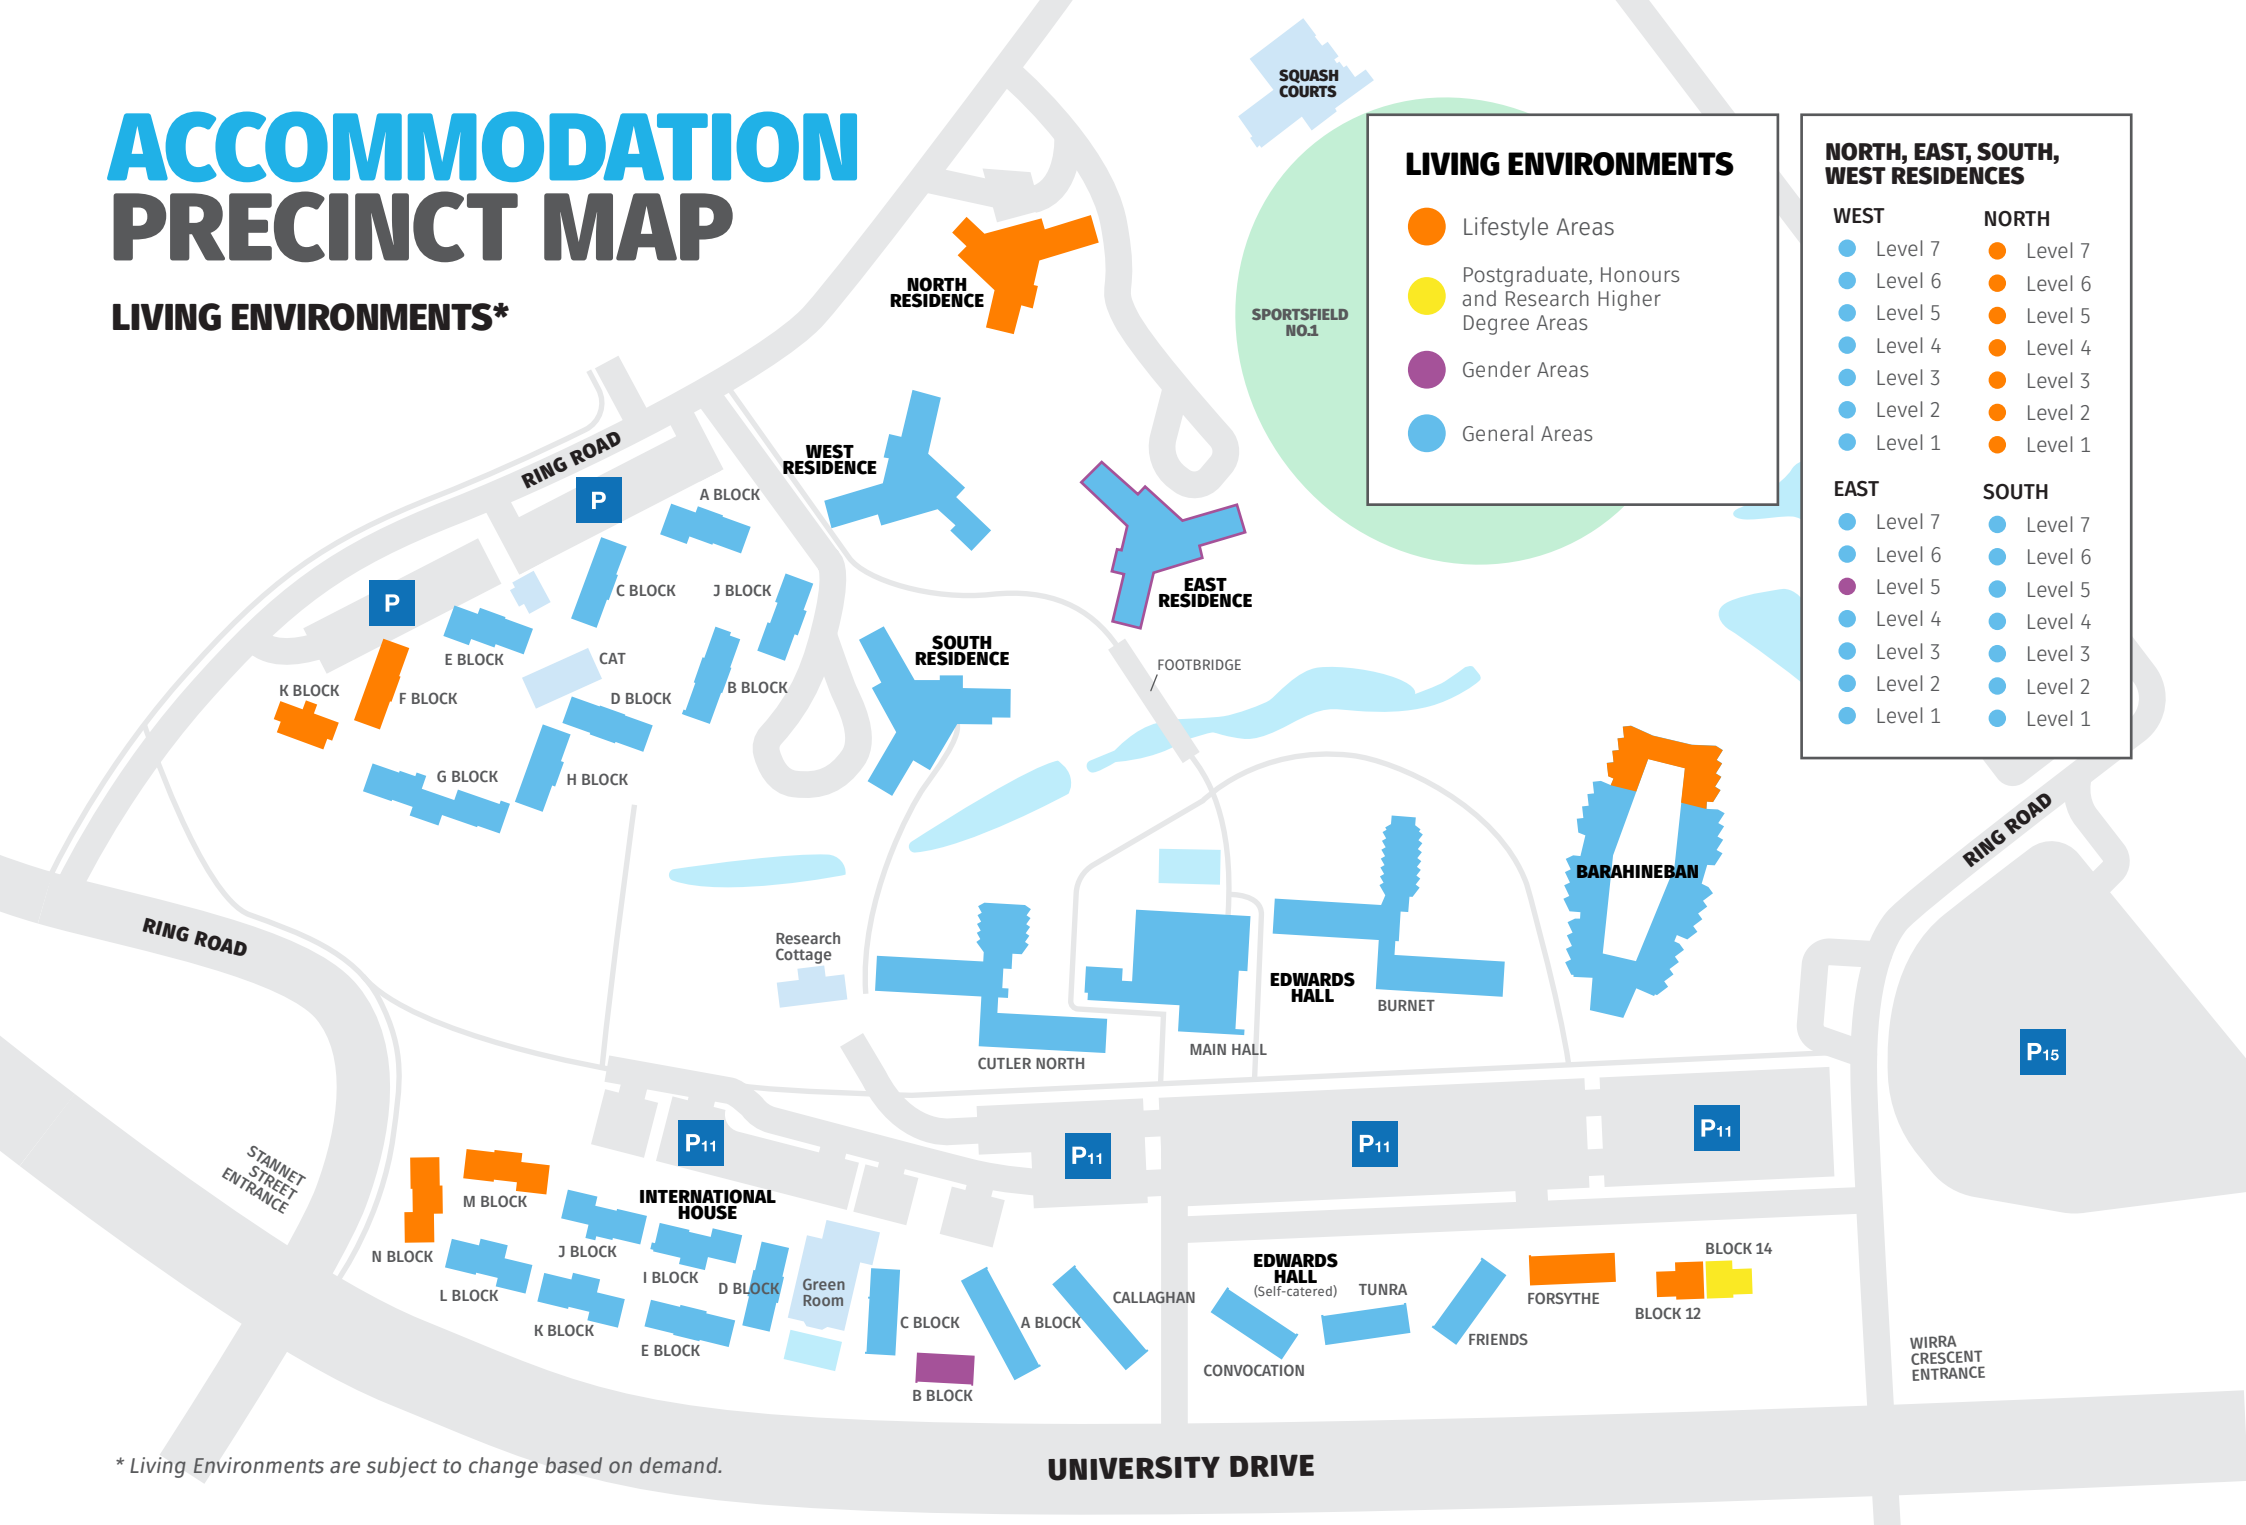 ACCOMMODATION
PRECINCT MAP
LIVING ENVIRONMENTS*
SQUASH
COURTS
SPORTSFIELD
NO.1
LIVING ENVIRONMENTS
Lifestyle Areas
Postgraduate, Honours
and Research Higher
Degree Areas
Gender Areas
General Areas
NORTH, EAST, SOUTH,
WEST RESIDENCES
WEST
Level 7
Level 6
Level 5
Level 4
Level 3
Level 2
Level 1
NORTH
Level 7
Level 6
Level 5
Level 4
Level 3
Level 2
Level 1
EAST
Level 7
Level 6
Level 5
Level 4
Level 3
Level 2
Level 1
SOUTH
Level 7
Level 6
Level 5
Level 4
Level 3
Level 2
Level 1
NORTH
RESIDENCE
WEST
RESIDENCE
EAST
RESIDENCE
SOUTH
RESIDENCE
FOOTBRIDGE
RING ROAD
P
P
A BLOCK
C BLOCK
J BLOCK
E BLOCK
CAT
B BLOCK
D BLOCK
K BLOCK
F BLOCK
G BLOCK
H BLOCK
RING ROAD
RING ROAD
BARAHINEBAN
Research
Cottage
EDWARDS
HALL
BURNET
MAIN HALL
CUTLER NORTH
P15
P11
P11
P11
P11
STANNET
STREET
ENTRANCE
INTERNATIONAL
HOUSE
M BLOCK
N BLOCK
J BLOCK
I BLOCK
L BLOCK
K BLOCK
E BLOCK
D BLOCK
Green
Room
C BLOCK
B BLOCK
A BLOCK
CALLAGHAN
EDWARDS
HALL
(Self-catered)
CONVOCATION
TUNRA
FRIENDS
FORSYTHE
BLOCK 14
BLOCK 12
WIRRA
CRESCENT
ENTRANCE
UNIVERSITY DRIVE
* Living Environments are subject to change based on demand.